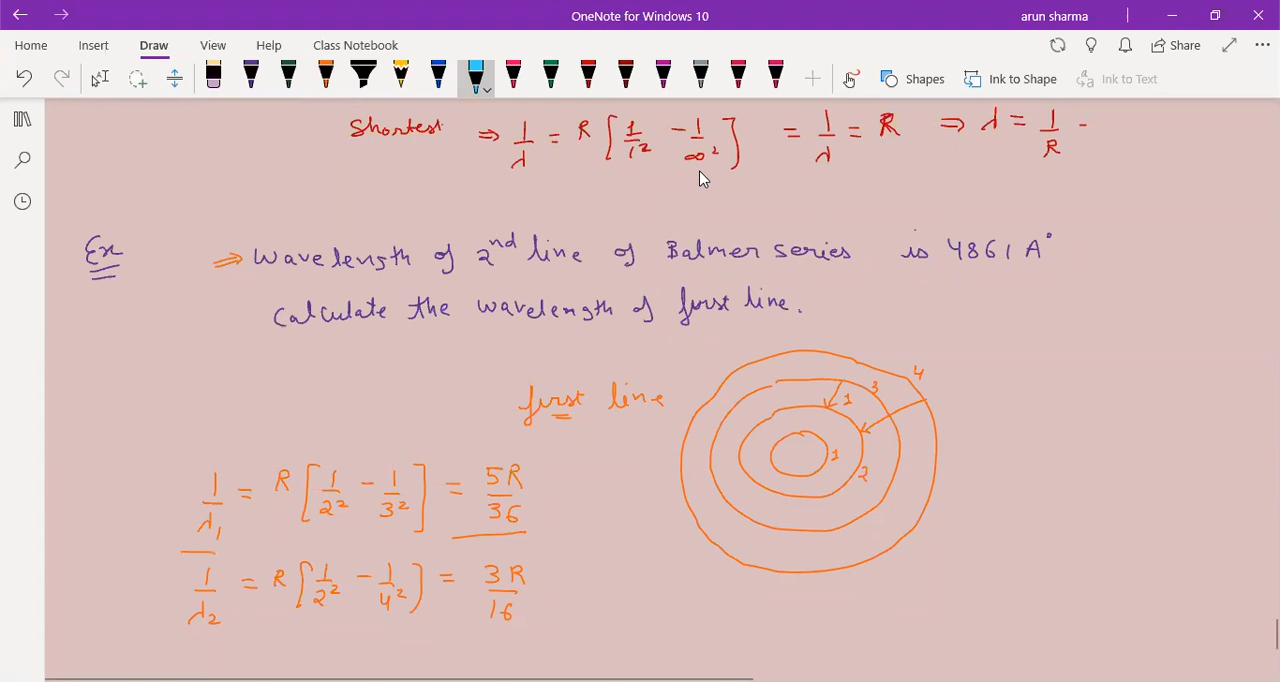 OneNote for Windows 10
arun sharma
Home Insert Draw View Help Class Notebook
Share
Shapes Ink to Shape Ink to Text
Shortest ⇒ 1/λ = R [1/1² - 1/∞²] = 1/λ = R ⇒ λ = 1/R -
Ex ⇒ Wavelength of 2nd line of Balmer series is 4861 A°
Calculate the wavelength of first line.
first line
4
3
1
1
2
1/λ₁ = R [1/2² - 1/3²] = 5R/36
1/λ₂ = R [1/2² - 1/4²] = 3R/16